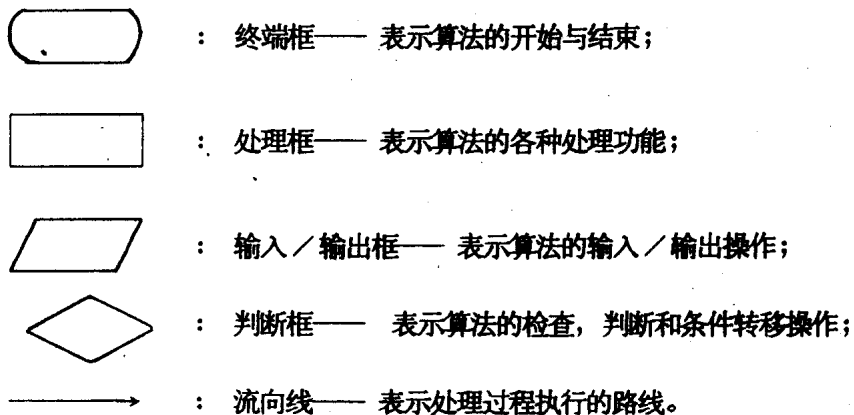 ： 终端框—— 表示算法的开始与结束；
： 处理框—— 表示算法的各种处理功能；
： 输入／输出框—— 表示算法的输入／输出操作；
： 判断框—— 表示算法的检查，判断和条件转移操作；
： 流向线—— 表示处理过程执行的路线。